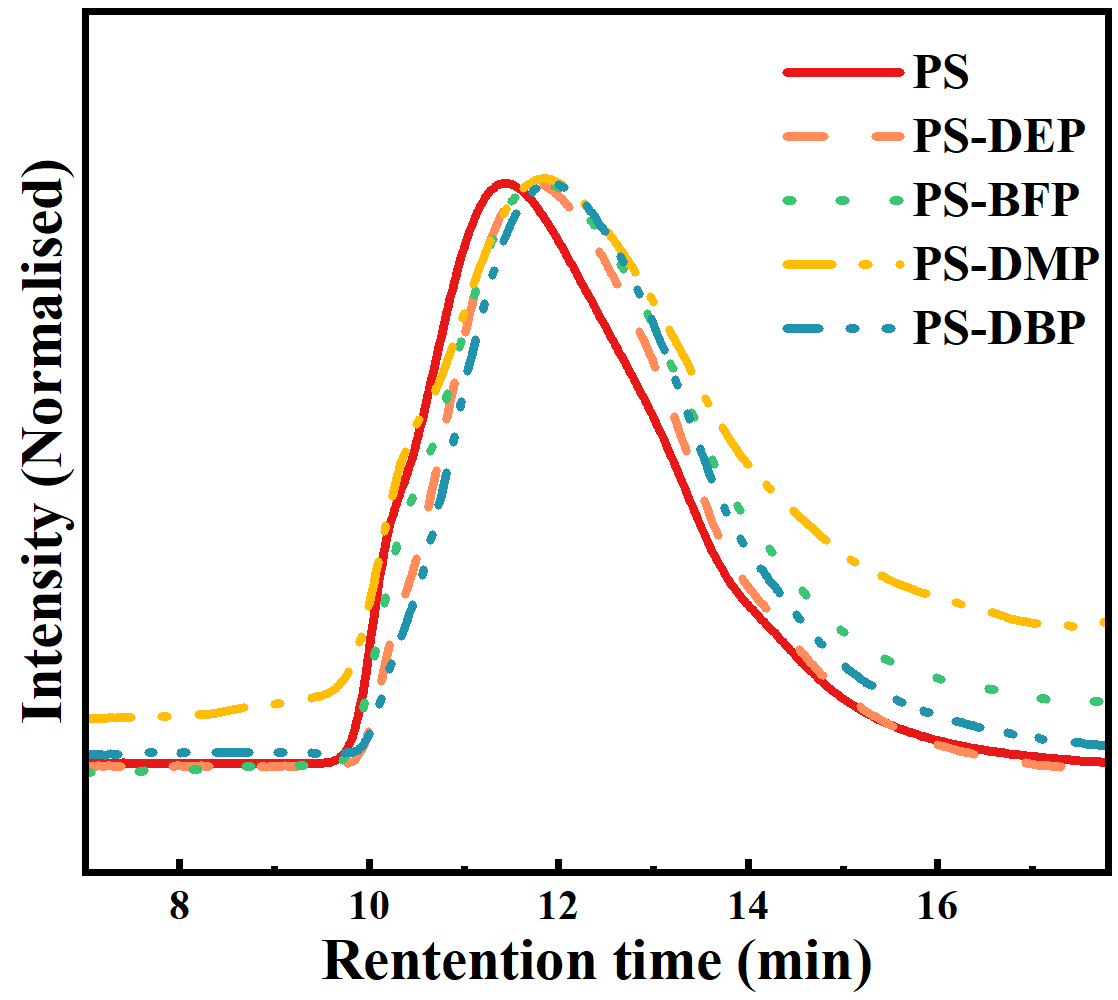 PS
PS-DEP
PS-BFP
PS-DMP
PS-DBP
Intensity (Normalised)
8 10 12 14 16
Rentention time (min)